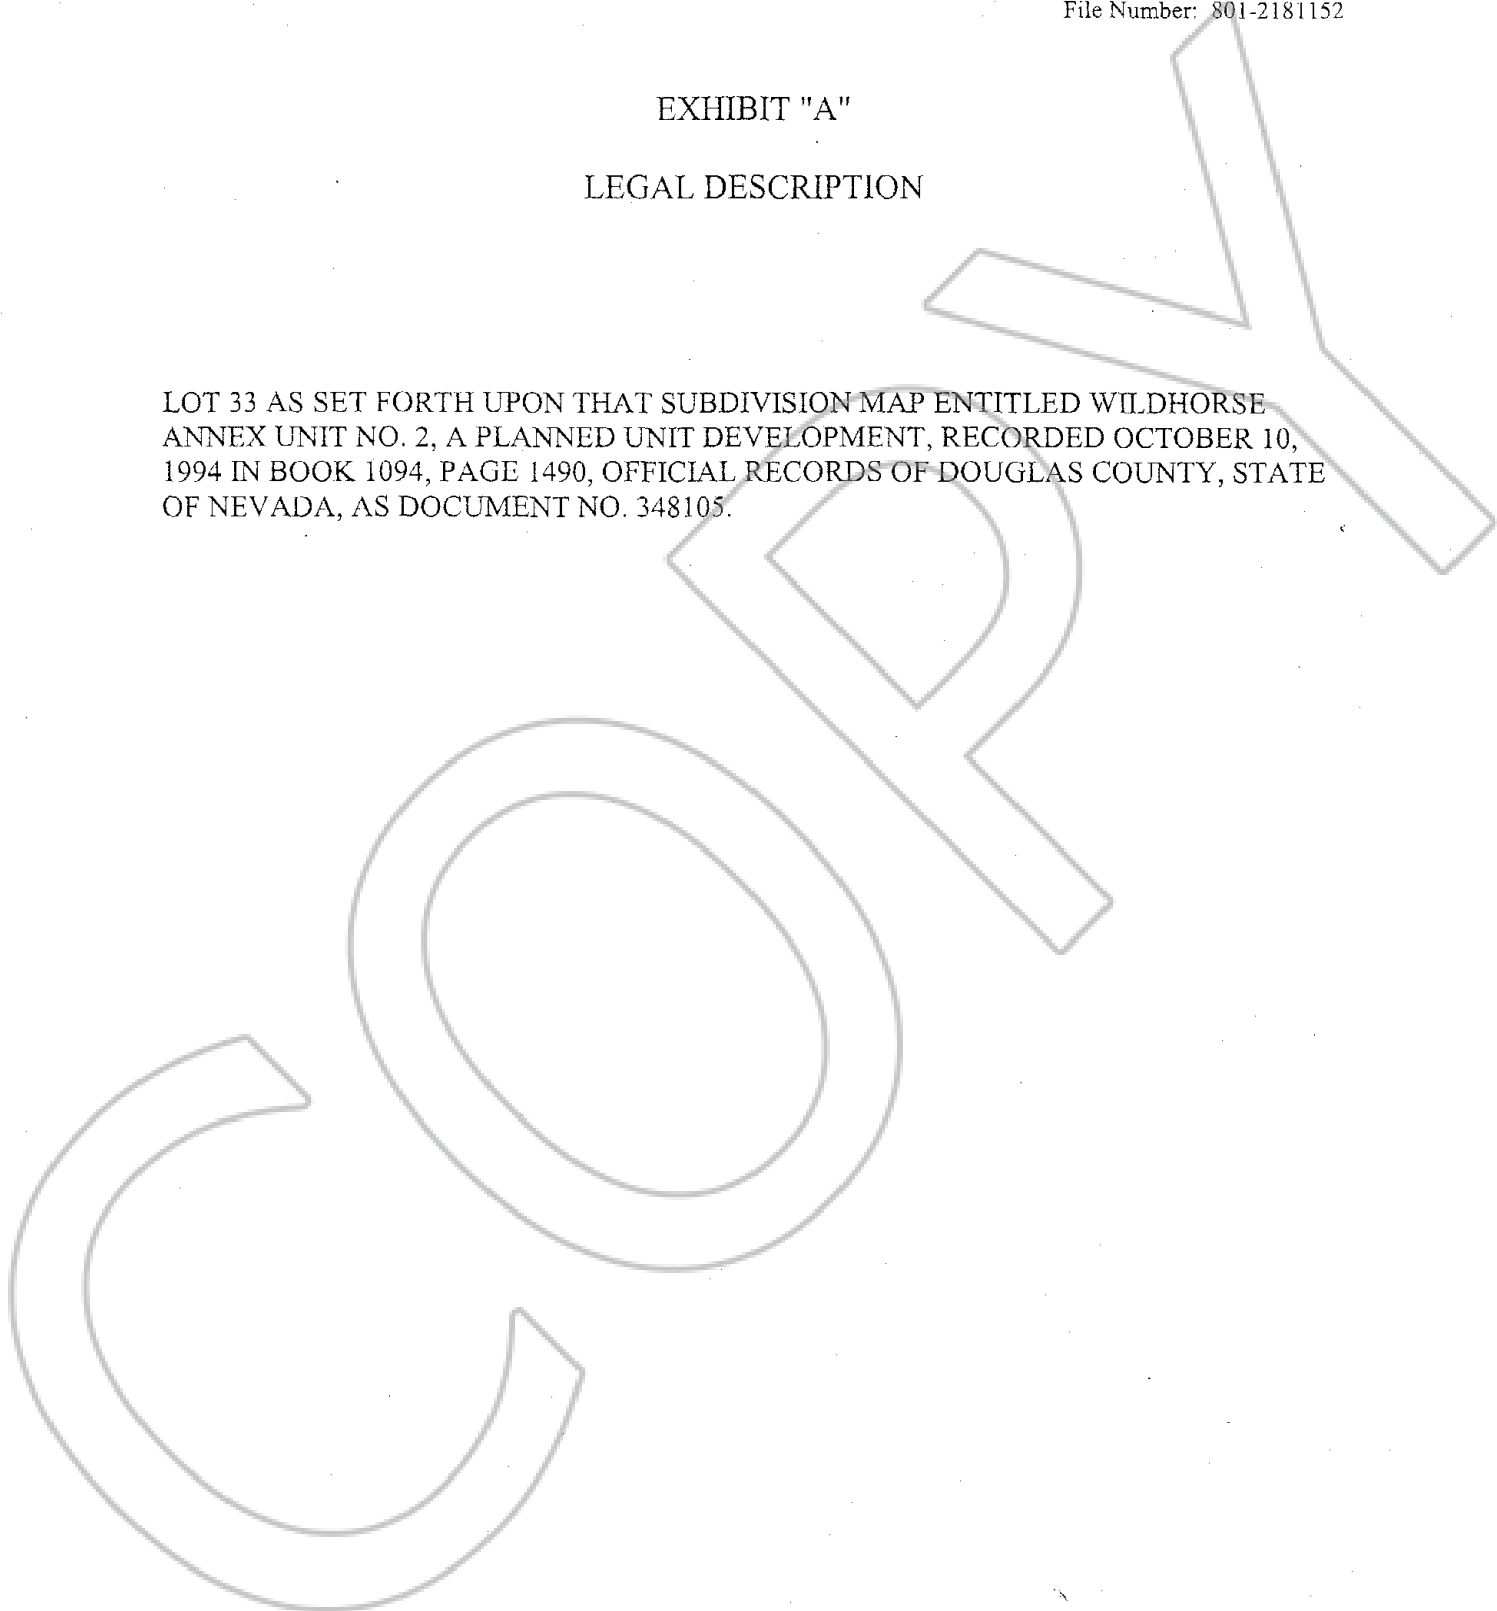 File Number: 801-2181152
EXHIBIT "A"
LEGAL DESCRIPTION
LOT 33 AS SET FORTH UPON THAT SUBDIVISION MAP ENTITLED WILDHORSE
ANNEX UNIT NO. 2, A PLANNED UNIT DEVELOPMENT, RECORDED OCTOBER 10,
1994 IN BOOK 1094, PAGE 1490, OFFICIAL RECORDS OF DOUGLAS COUNTY, STATE
OF NEVADA, AS DOCUMENT NO. 348105.
COPY